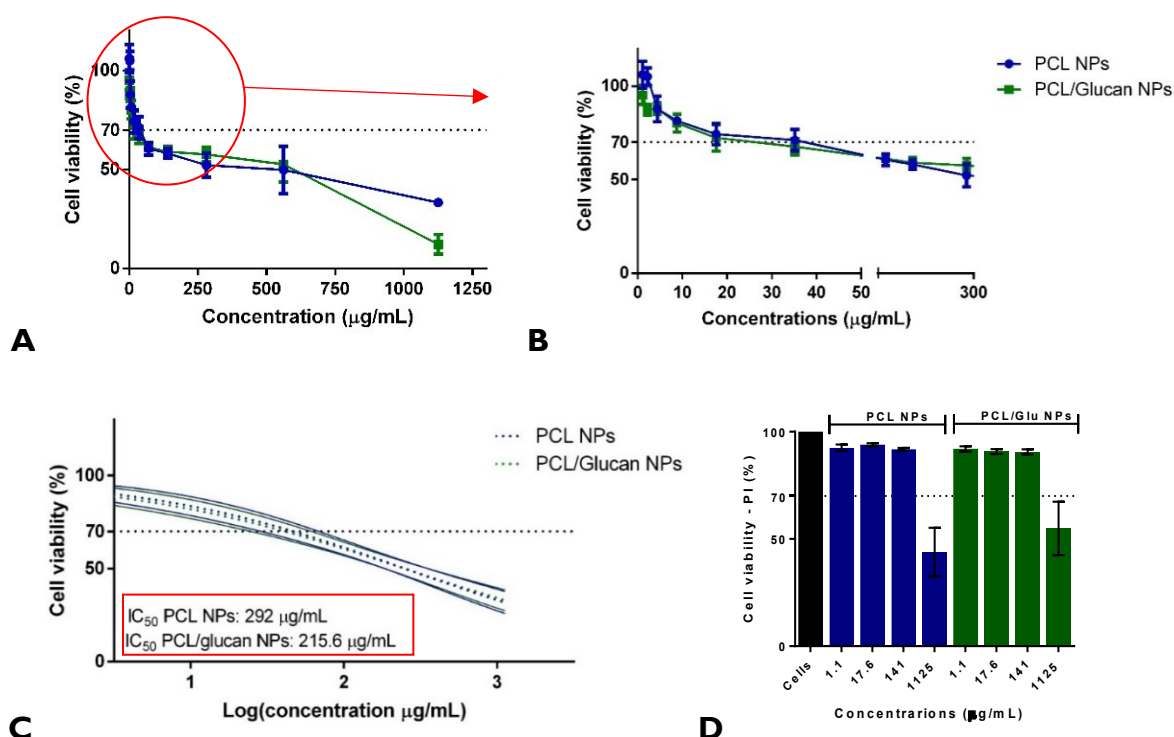 Cell viability (%)
100
70
50
0
0
250
500
750
1000
1250
Concentration (µg/mL)
A
Cell viability (%)
100
70
50
0
0
10
20
30
40
50
300
Concentrations (µg/mL)
PCL NPs
PCL/Glucan NPs
B
Cell viability (%)
100
70
50
0
PCL NPs
PCL/Glucan NPs
IC50 PCL NPs: 292 µg/mL
IC50 PCL/glucan NPs: 215.6 µg/mL
1
2
3
Log(concentration µg/mL)
C
PCL NPs
PCL/Glu NPs
Cell viability - PI (%)
100
70
50
0
Cells
1.1
17.6
141
1125
1.1
17.6
141
1125
Concentrarions (µg/mL)
D